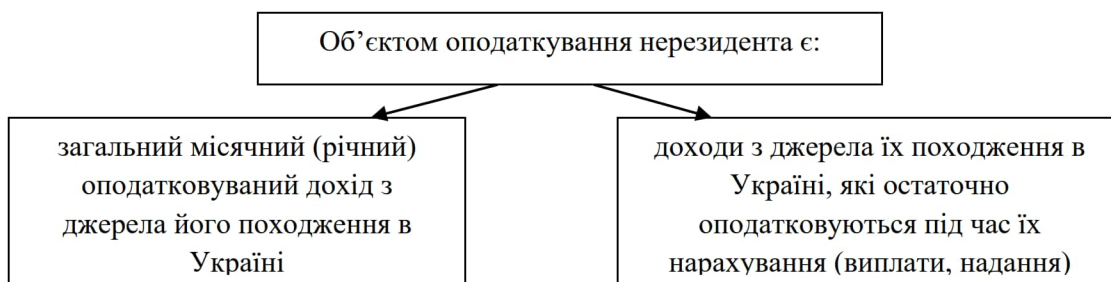 Об’єктом оподаткування нерезидента є:
загальний місячний (річний)
оподатковуваний дохід з
джерела його походження в
Україні
доходи з джерела їх походження в
Україні, які остаточно
оподатковуються під час їх
нарахування (виплати, надання)